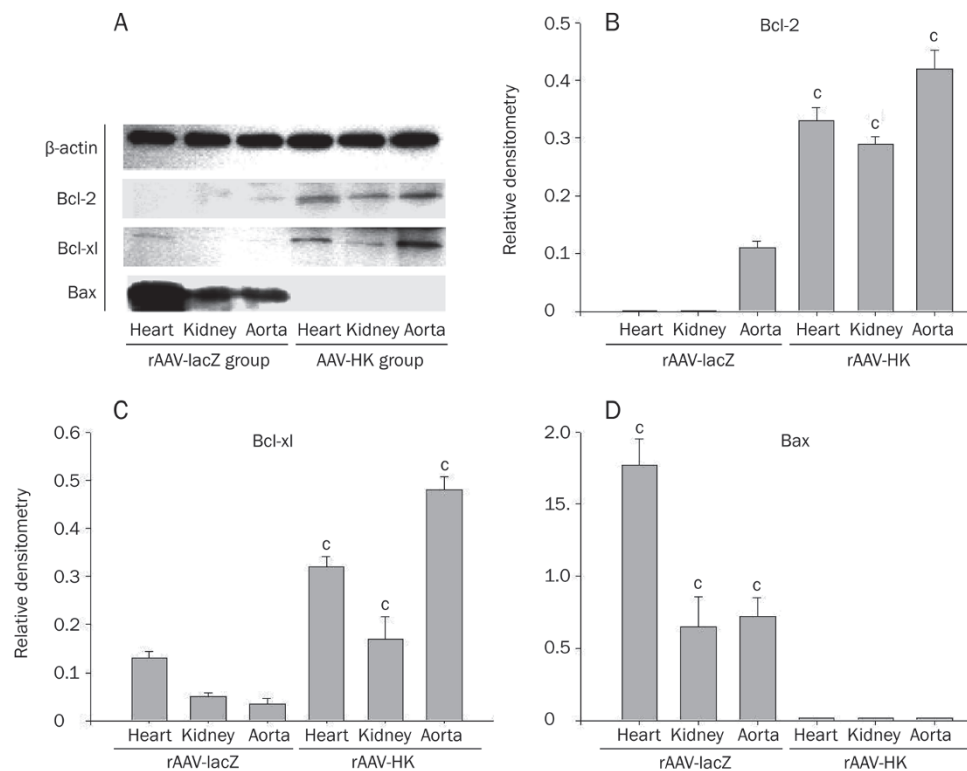 A
β-actin
Bcl-2
Bcl-xl
Bax
Heart Kidney Aorta Heart Kidney Aorta
rAAV-lacZ group AAV-HK group
B
Bcl-2
Relative densitometry
0.5
0.4
0.3
0.2
0.1
0
c
c
c
Heart Kidney Aorta Heart Kidney Aorta
rAAV-lacZ rAAV-HK
C
Bcl-xl
Relative densitometry
0.6
0.5
0.4
0.3
0.2
0.1
0
c
c
c
Heart Kidney Aorta Heart Kidney Aorta
rAAV-lacZ rAAV-HK
D
Bax
2.0
15.
1.0
0.5
0
c
c
c
Heart Kidney Aorta Heart Kidney Aorta
rAAV-lacZ rAAV-HK